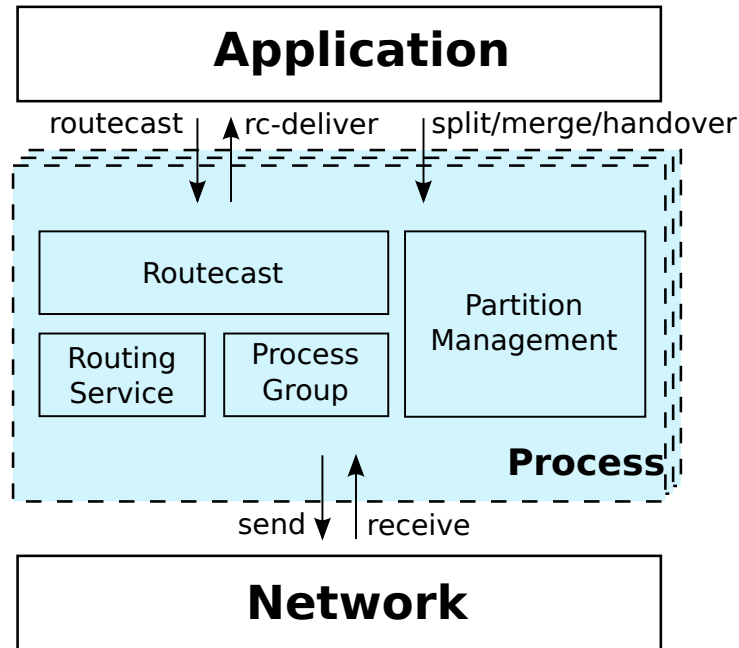 Application
routecast
rc-deliver
split/merge/handover
Routecast
Partition
Management
Routing
Service
Process
Group
Process
send
receive
Network